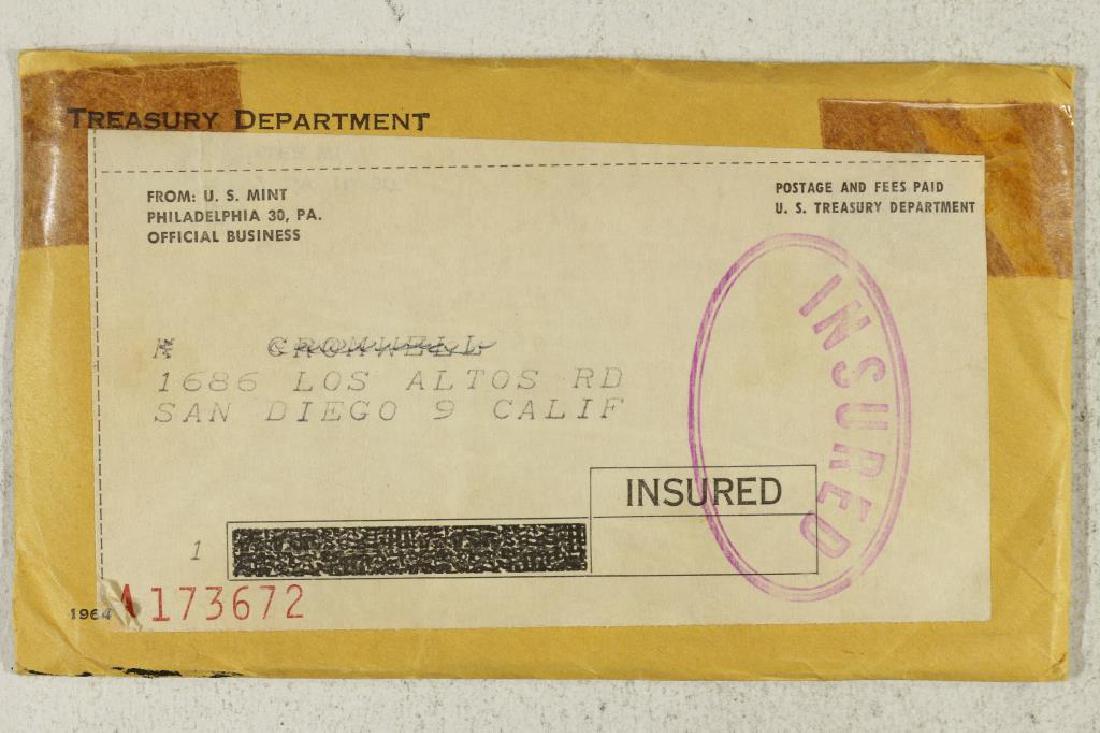 TREASURY DEPARTMENT
FROM: U. S. MINT
PHILADELPHIA 30, PA.
OFFICIAL BUSINESS
POSTAGE AND FEES PAID
U. S. TREASURY DEPARTMENT
CROMWELL
1686 LOS ALTOS RD
SAN DIEGO 9 CALIF
INSURED
INSURED
1
173672
1964